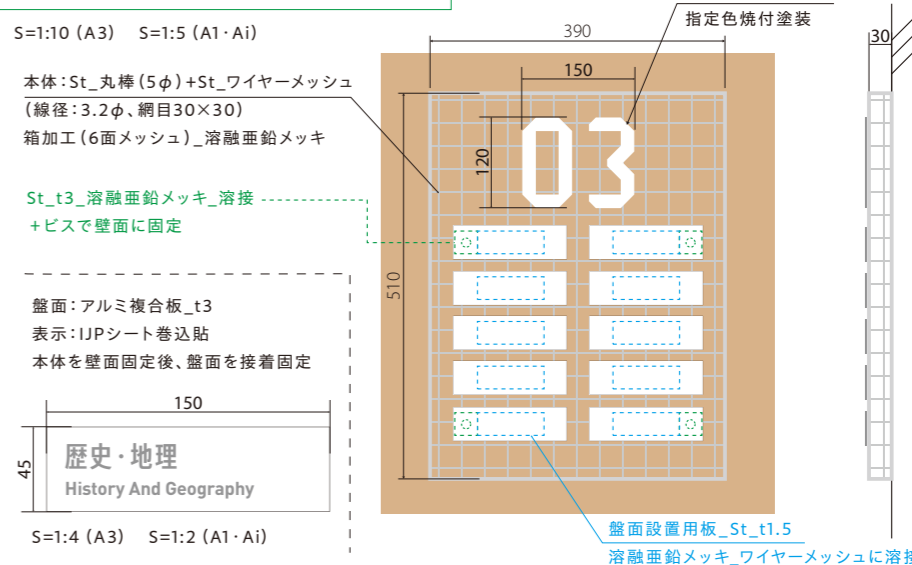 S=1:10 (A3)　S=1:5 (A1·Ai)
指定色焼付塗装
390
30
150
本体：St_丸棒(5φ)+St_ワイヤーメッシュ
(線径：3.2φ、網目30×30)
箱加工(6面メッシュ)_溶融亜鉛メッキ
03
120
St_t3_溶融亜鉛メッキ_溶接
+ビスで壁面に固定
510
盤面：アルミ複合板_t3
表示：IJPシート巻込貼
本体を壁面固定後、盤面を接着固定
150
45
歴史·地理
History And Geography
S=1:4 (A3)　S=1:2 (A1·Ai)
盤面設置用板_St_t1.5
溶融亜鉛メッキ_ワイヤーメッシュに溶接